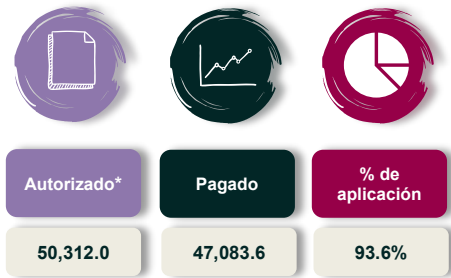 Autorizado*
Pagado
% de
aplicación
50,312.0
47,083.6
93.6%